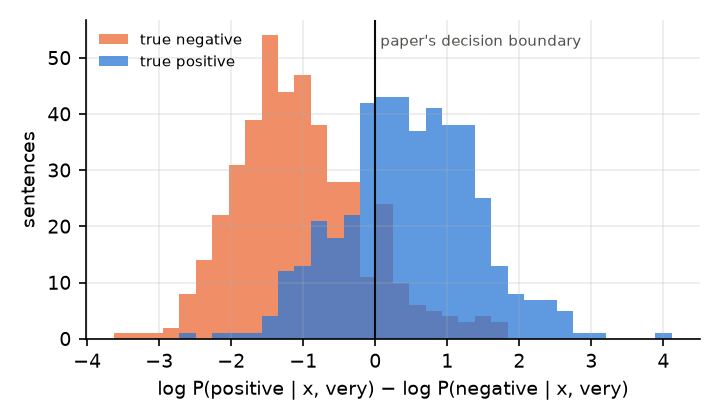 true negative
true positive
paper's decision boundary
50
40
30
20
10
0
sentences
−4 −3 −2 −1 0 1 2 3 4
log P(positive | x, very) − log P(negative | x, very)